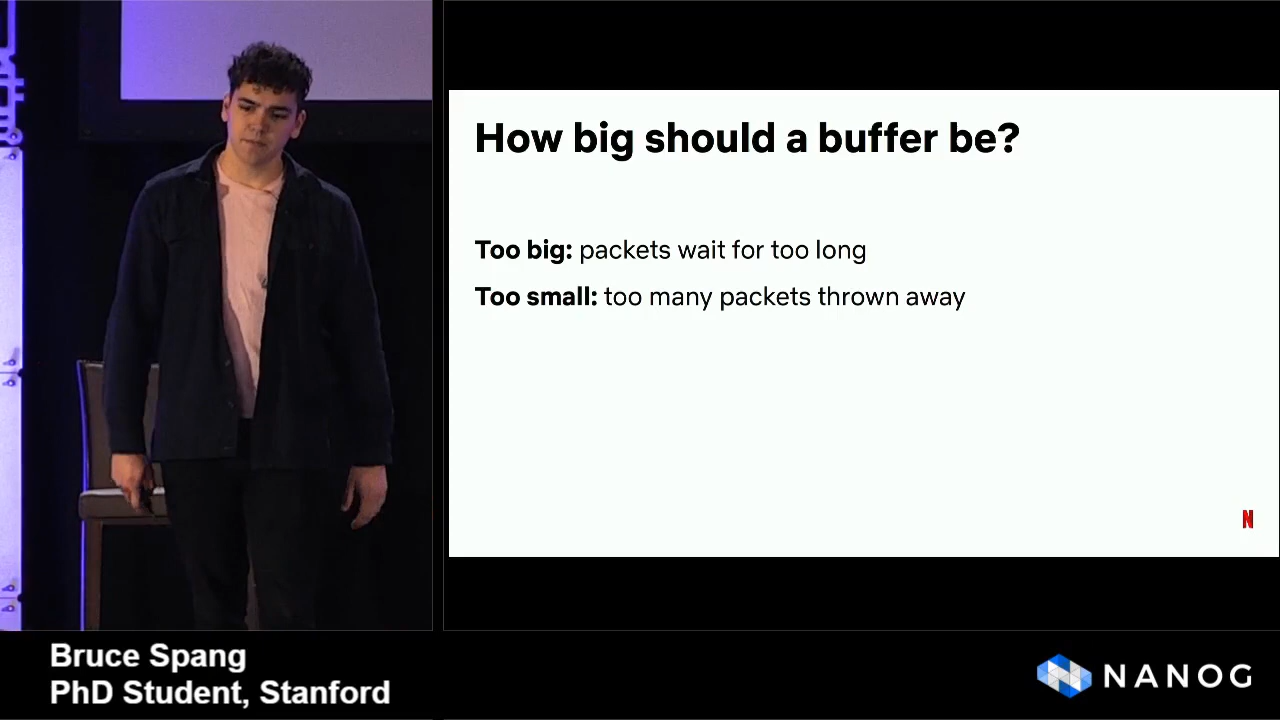 How big should a buffer be?
Too big: packets wait for too long
Too small: too many packets thrown away
N
Bruce Spang
PhD Student, Stanford
NANOG